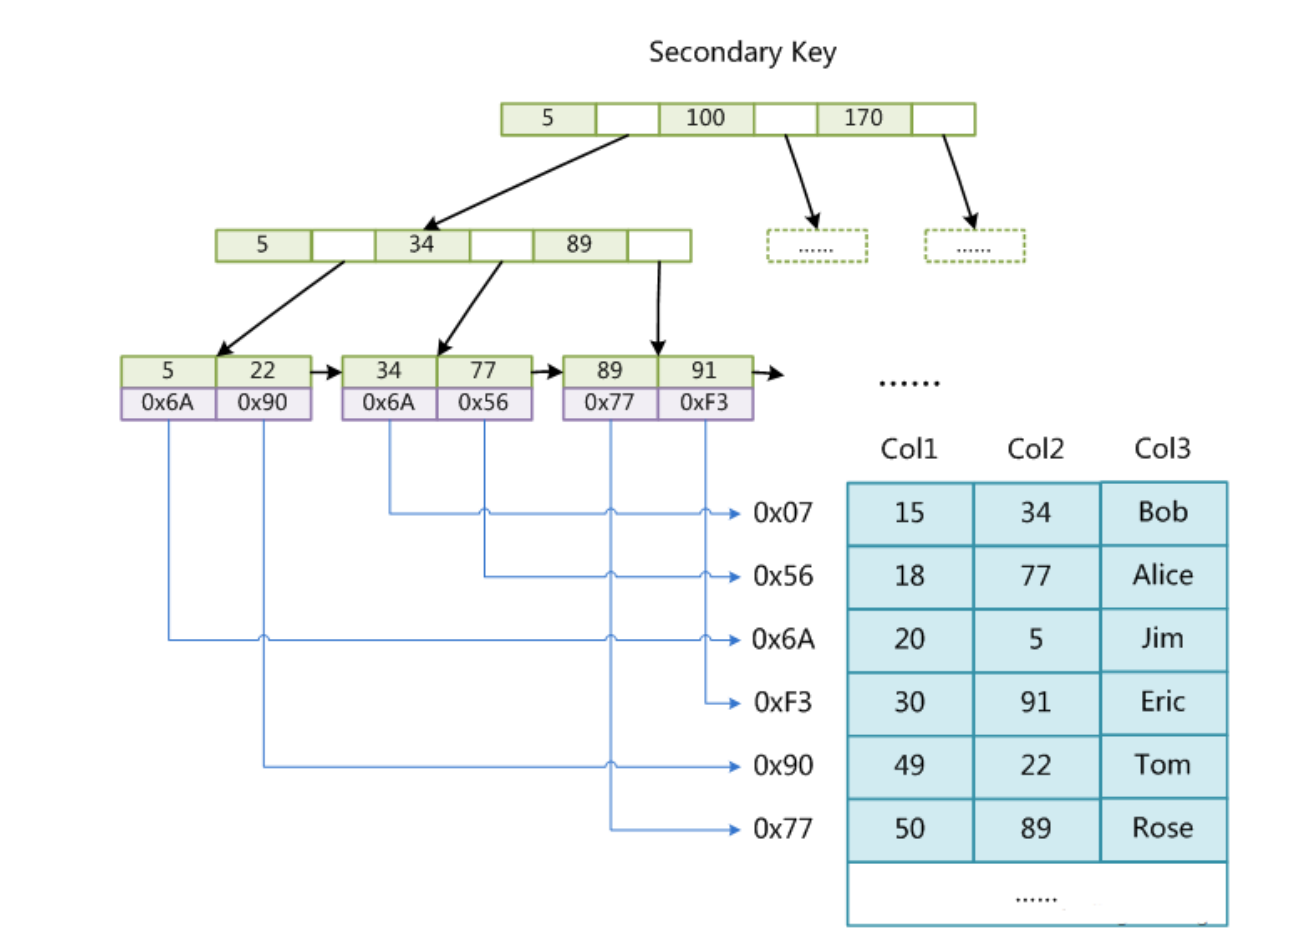 Secondary Key
5 100 170
5 34 89
...... ......
5 22 34 77 89 91
0x6A 0x90 0x6A 0x56 0x77 0xF3
......
Col1 Col2 Col3
0x07 15 34 Bob
0x56 18 77 Alice
0x6A 20 5 Jim
0xF3 30 91 Eric
0x90 49 22 Tom
0x77 50 89 Rose
......